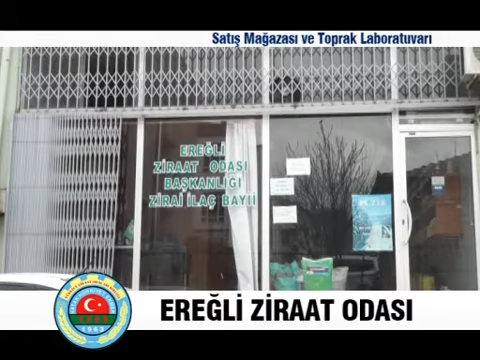 Satış Mağazası ve Toprak Laboratuvarı
EREĞLİ
ZİRAAT ODASI
BAŞKANLIĞI
ZİRAİ İLAÇ BAYİİ
EREĞLİ ZİRAAT ODASI
1963